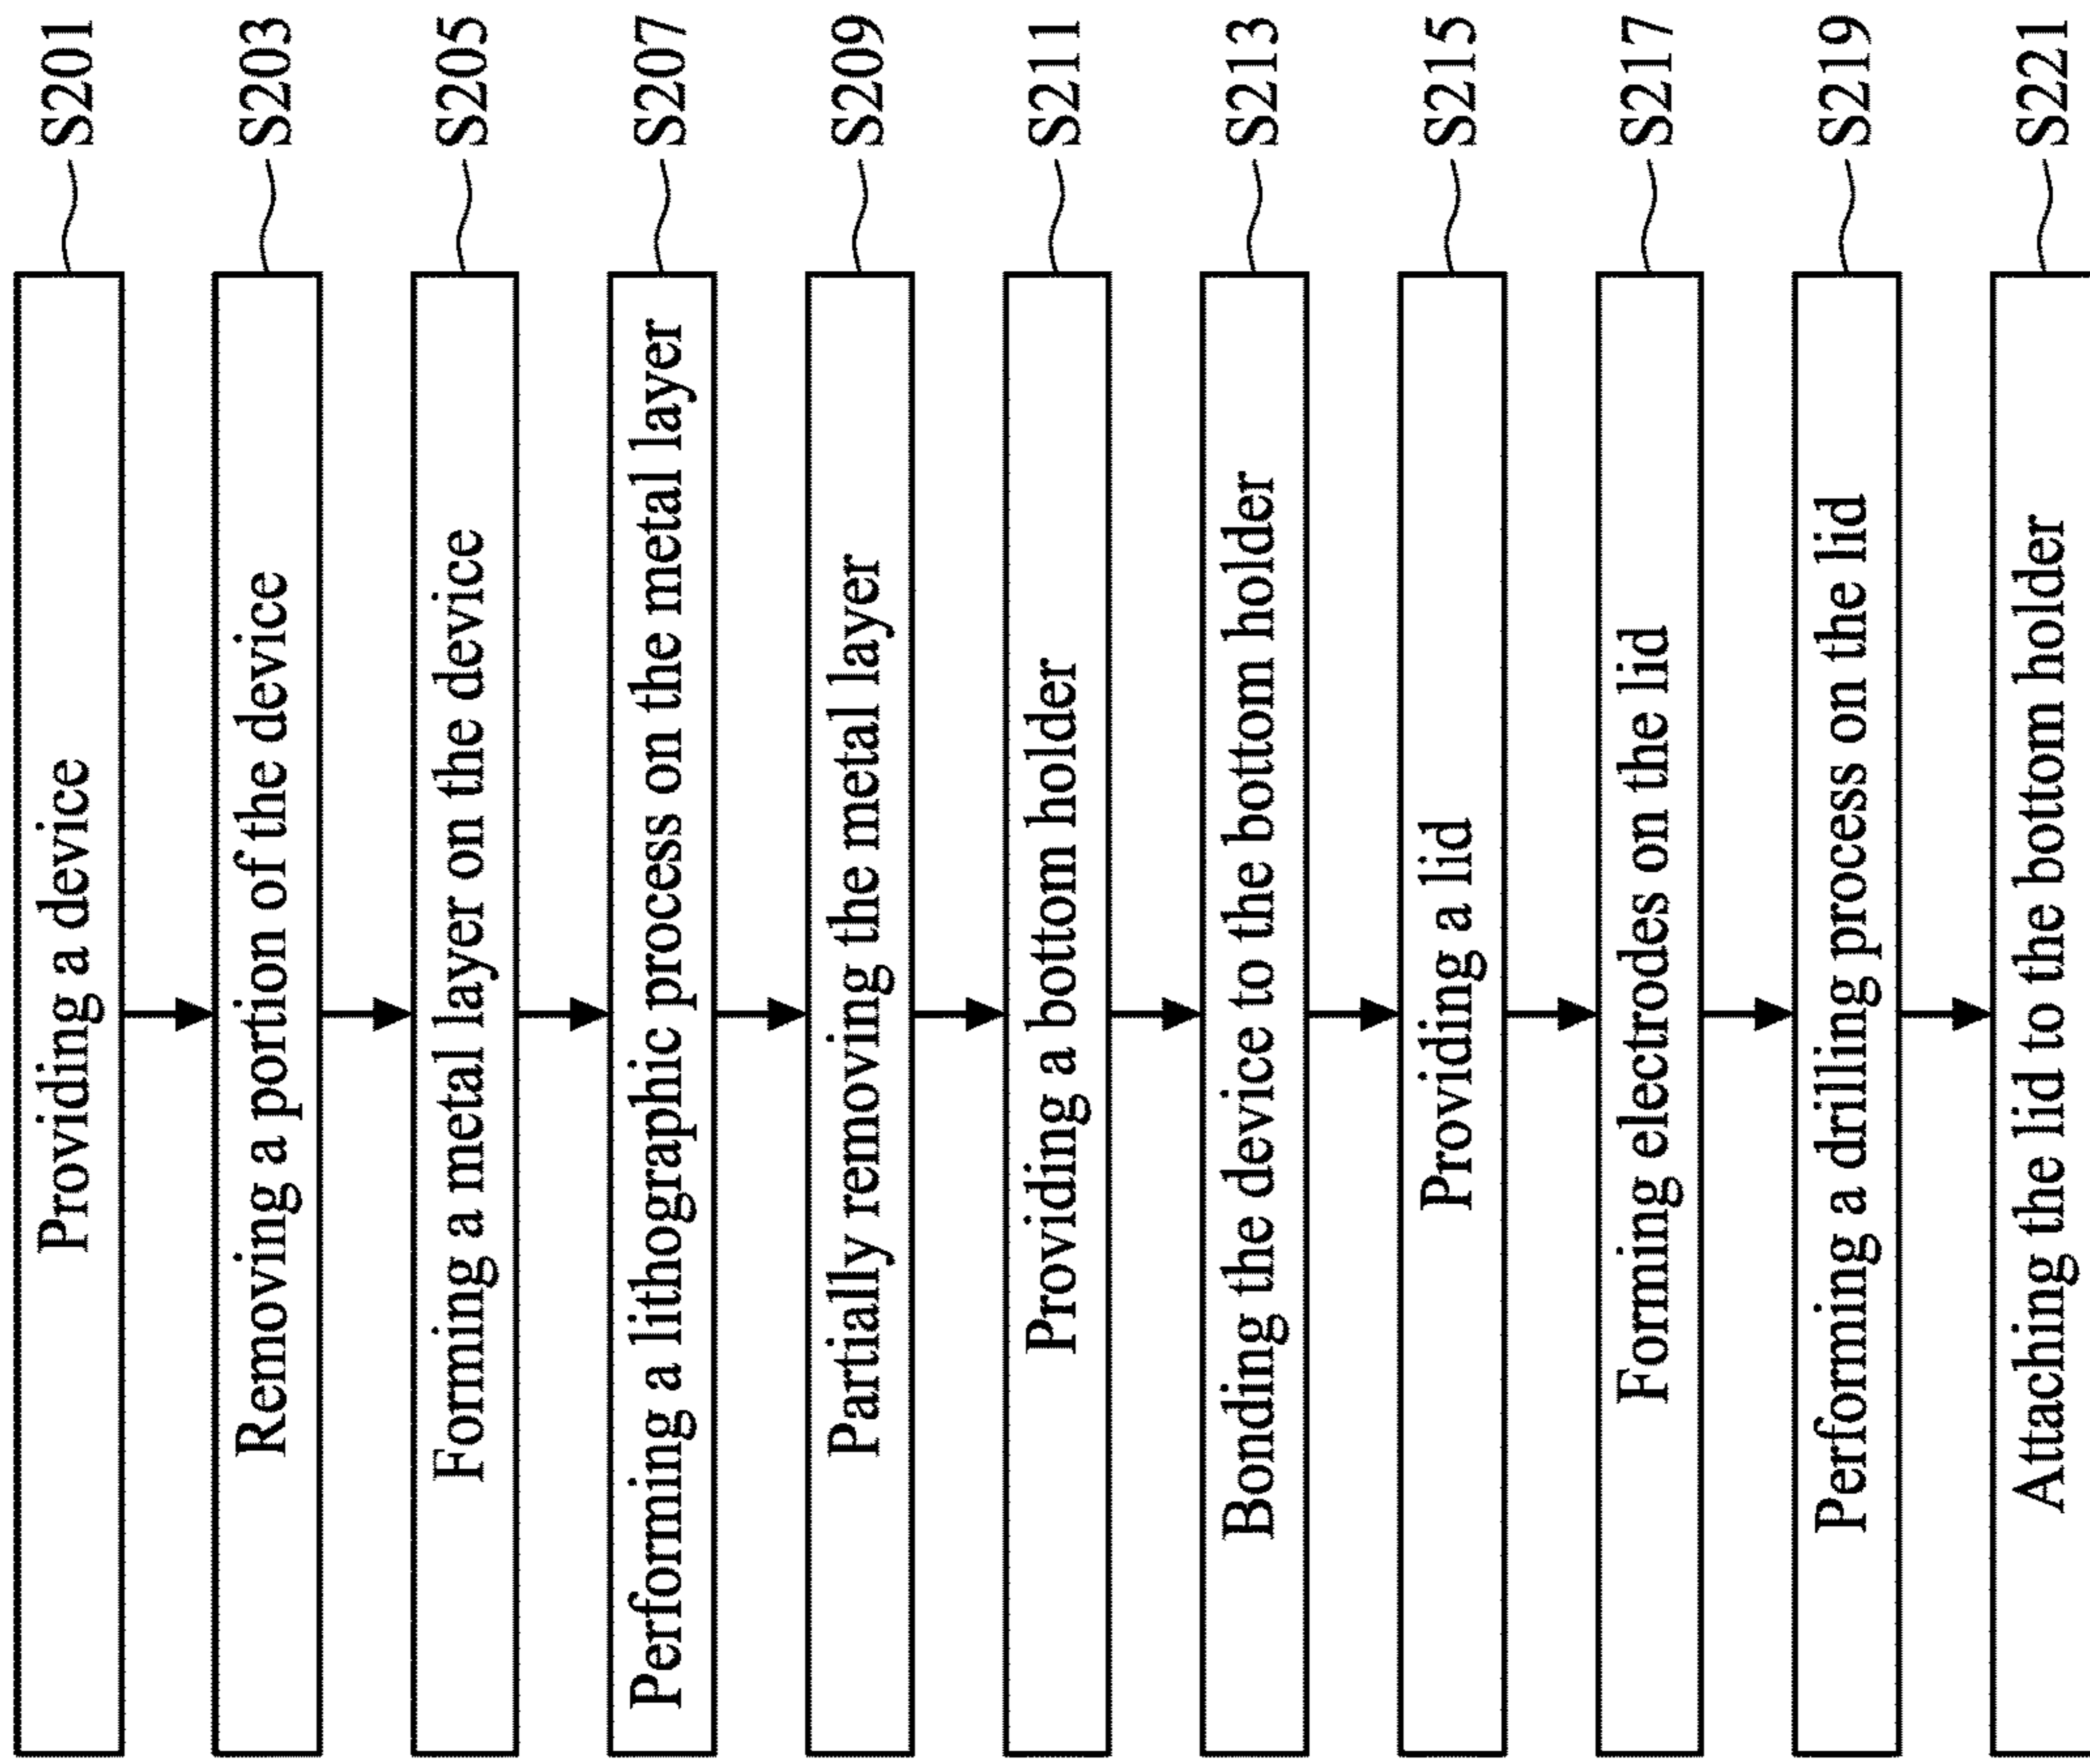 Providing a device S201
Removing a portion of the device S203
Forming a metal layer on the device S205
Performing a lithographic process on the metal layer S207
Partially removing the metal layer S209
Providing a bottom holder S211
Bonding the device to the bottom holder S213
Providing a lid S215
Forming electrodes on the lid S217
Performing a drilling process on the lid S219
Attaching the lid to the bottom holder S221